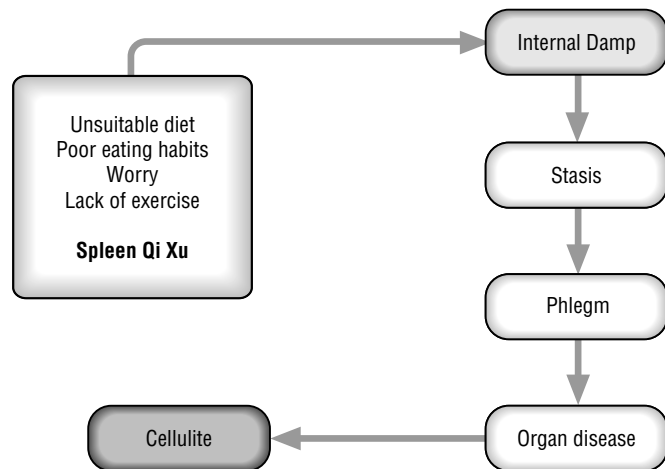 Internal Damp
Unsuitable diet
Poor eating habits
Worry
Lack of exercise
Spleen Qi Xu
Stasis
Phlegm
Organ disease
Cellulite